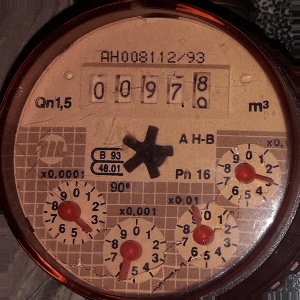 AH008112/93
0097 8 9
Qn1,5 m³
A H-B
B 93
48.01
Pn 16
90°
x0,1
x0,0001
x0,001
x0,01